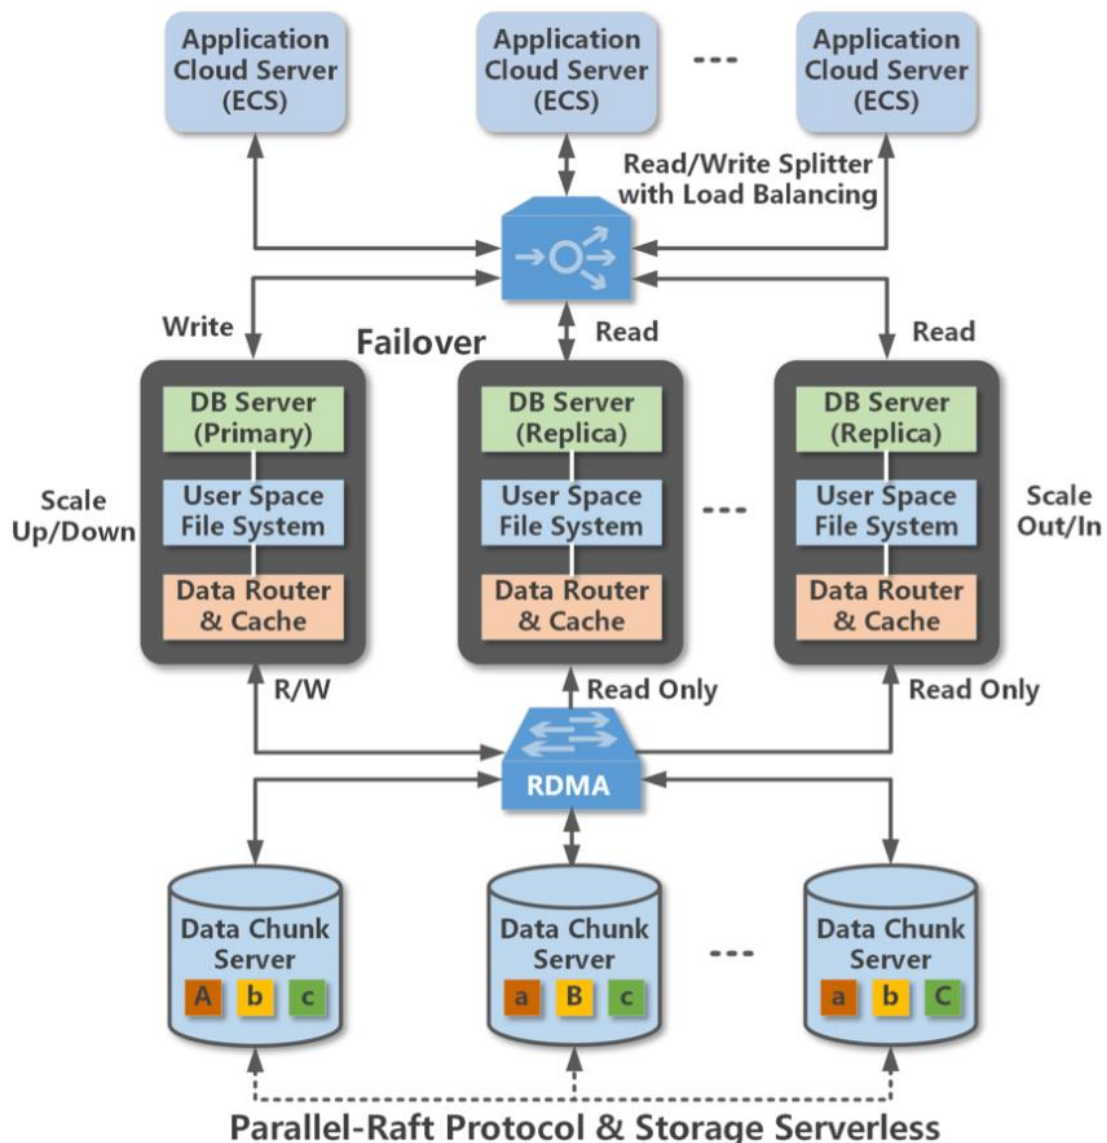 Application
Cloud Server
(ECS)
Application
Cloud Server
(ECS)
Application
Cloud Server
(ECS)
Read/Write Splitter
with Load Balancing
Write
Failover
Read
Read
DB Server
(Primary)
DB Server
(Replica)
DB Server
(Replica)
Scale
Up/Down
User Space
File System
User Space
File System
User Space
File System
Scale
Out/In
Data Router
& Cache
Data Router
& Cache
Data Router
& Cache
R/W
Read Only
Read Only
RDMA
Data Chunk
Server
A b c
Data Chunk
Server
a B c
Data Chunk
Server
a b C
Parallel-Raft Protocol & Storage Serverless